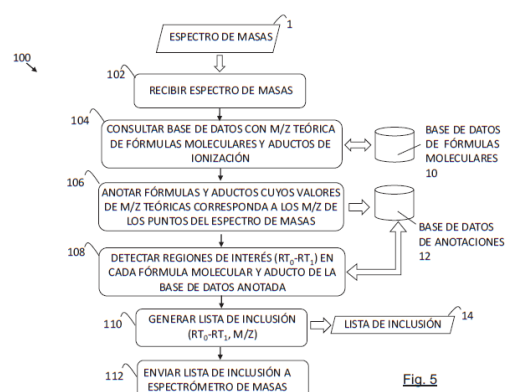 ESPECTRO DE MASAS
1
100
102
RECIBIR ESPECTRO DE MASAS
104
CONSULTAR BASE DE DATOS CON M/Z TEÓRICA
DE FÓRMULAS MOLECULARES Y ADUCTOS DE
IONIZACIÓN
BASE DE DATOS
DE FÓRMULAS
MOLECULARES
10
106
ANOTAR FÓRMULAS Y ADUCTOS CUYOS VALORES
DE M/Z TEÓRICAS CORRESPONDA A LOS M/Z DE
LOS PUNTOS DEL ESPECTRO DE MASAS
BASE DE DATOS
DE ANOTACIONES
12
108
DETECTAR REGIONES DE INTERÉS (RT₀-RT₁) EN
CADA FÓRMULA MOLECULAR Y ADUCTO DE LA
BASE DE DATOS ANOTADA
110
GENERAR LISTA DE INCLUSIÓN
(RT₀-RT₁, M/Z)
LISTA DE INCLUSIÓN
14
112
ENVIAR LISTA DE INCLUSIÓN A
ESPECTRÓMETRO DE MASAS
Fig. 5